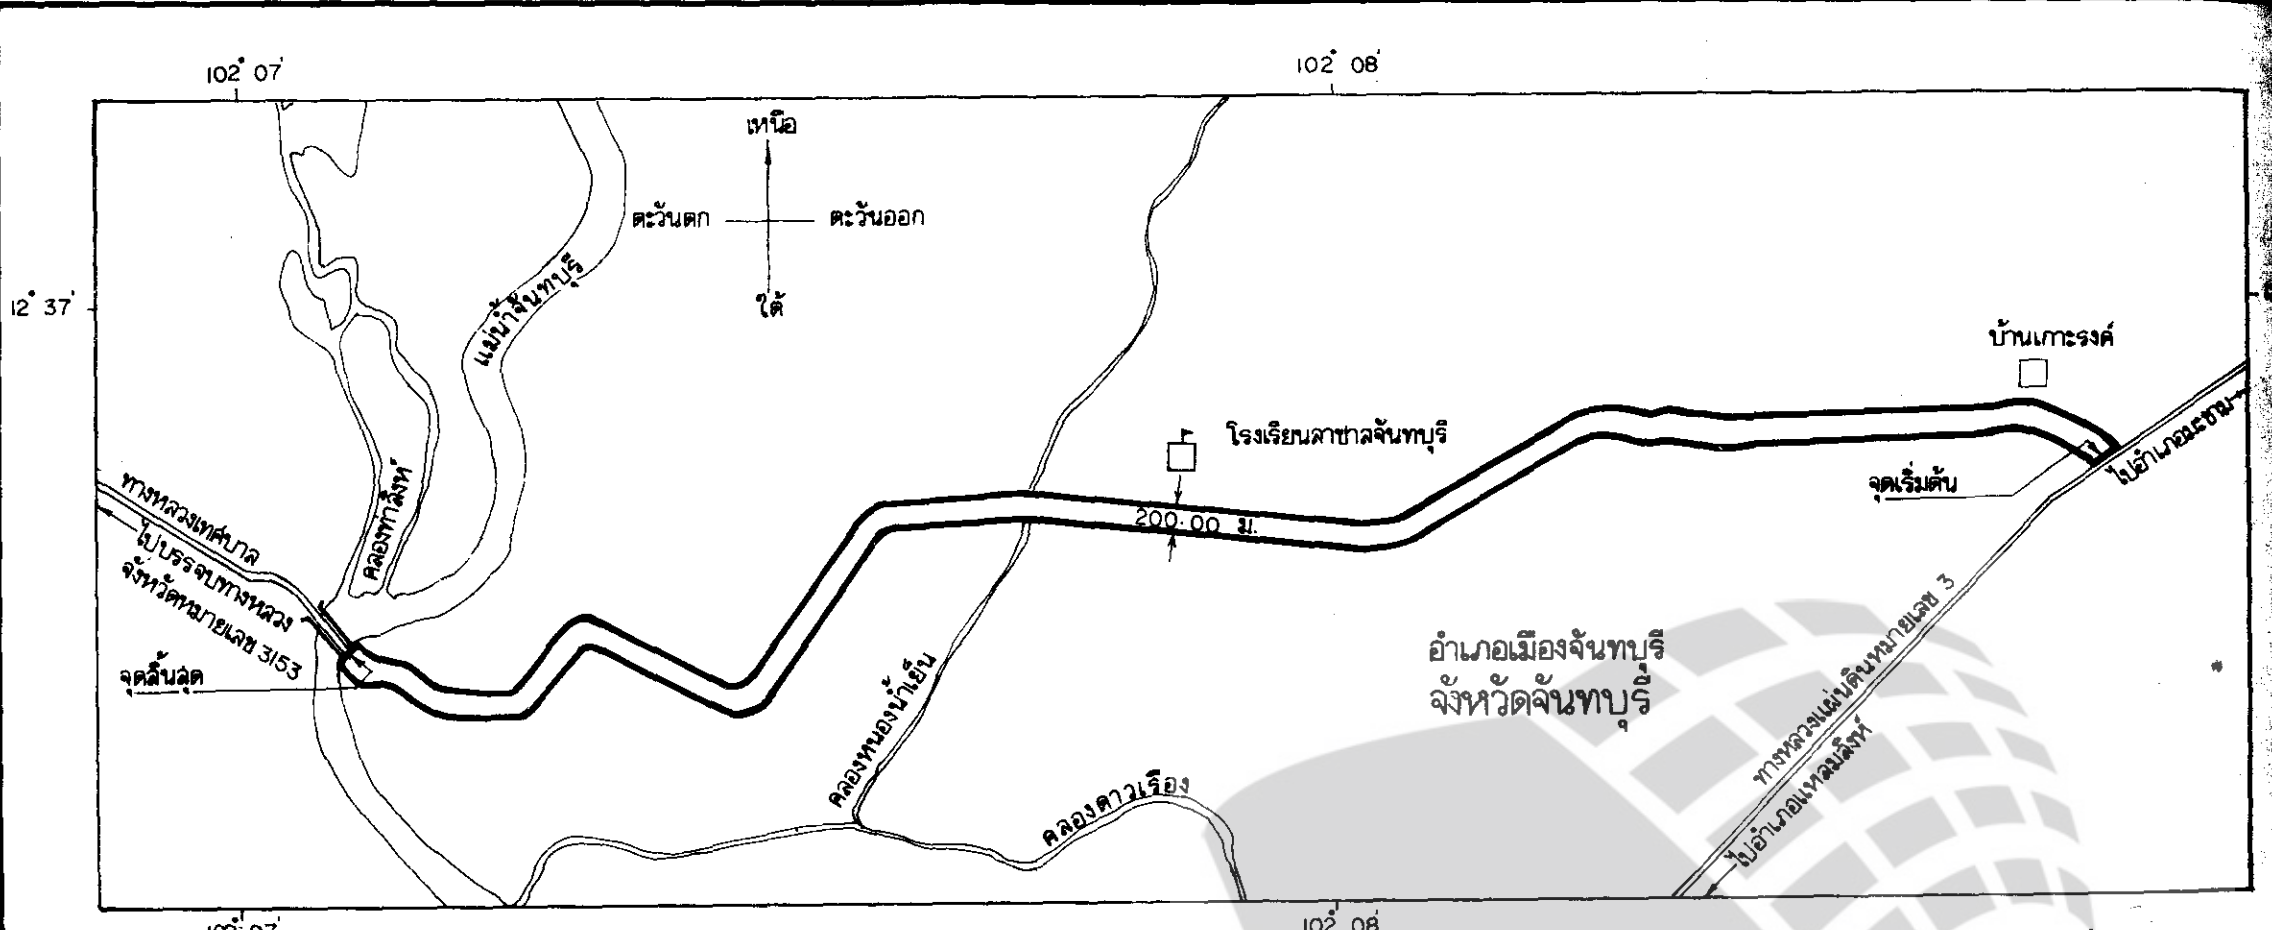 102° 07'
102° 08'
เหนือ
ตะวันตก
ตะวันออก
ใต้
12° 37'
แม่น้ำจันทบุรี
บ้านเกาะรงค์
โรงเรียนลาซาลจันทบุรี
ไปอำเภอมะขาม
จุดเริ่มต้น
ทางหลวงเทศบาล
คลองท่าสิงห์
200.00 ม.
ไปบรรจบทางหลวง
จังหวัดหมายเลข 3153
จุดสิ้นสุด
คลองหนองน้ำเย็น
อำเภอเมืองจันทบุรี
จังหวัดจันทบุรี
ทางหลวงแผ่นดินหมายเลข 3
ไปอำเภอแหลมสิงห์
คลองดาวเรือง
102° 07'
102° 08'